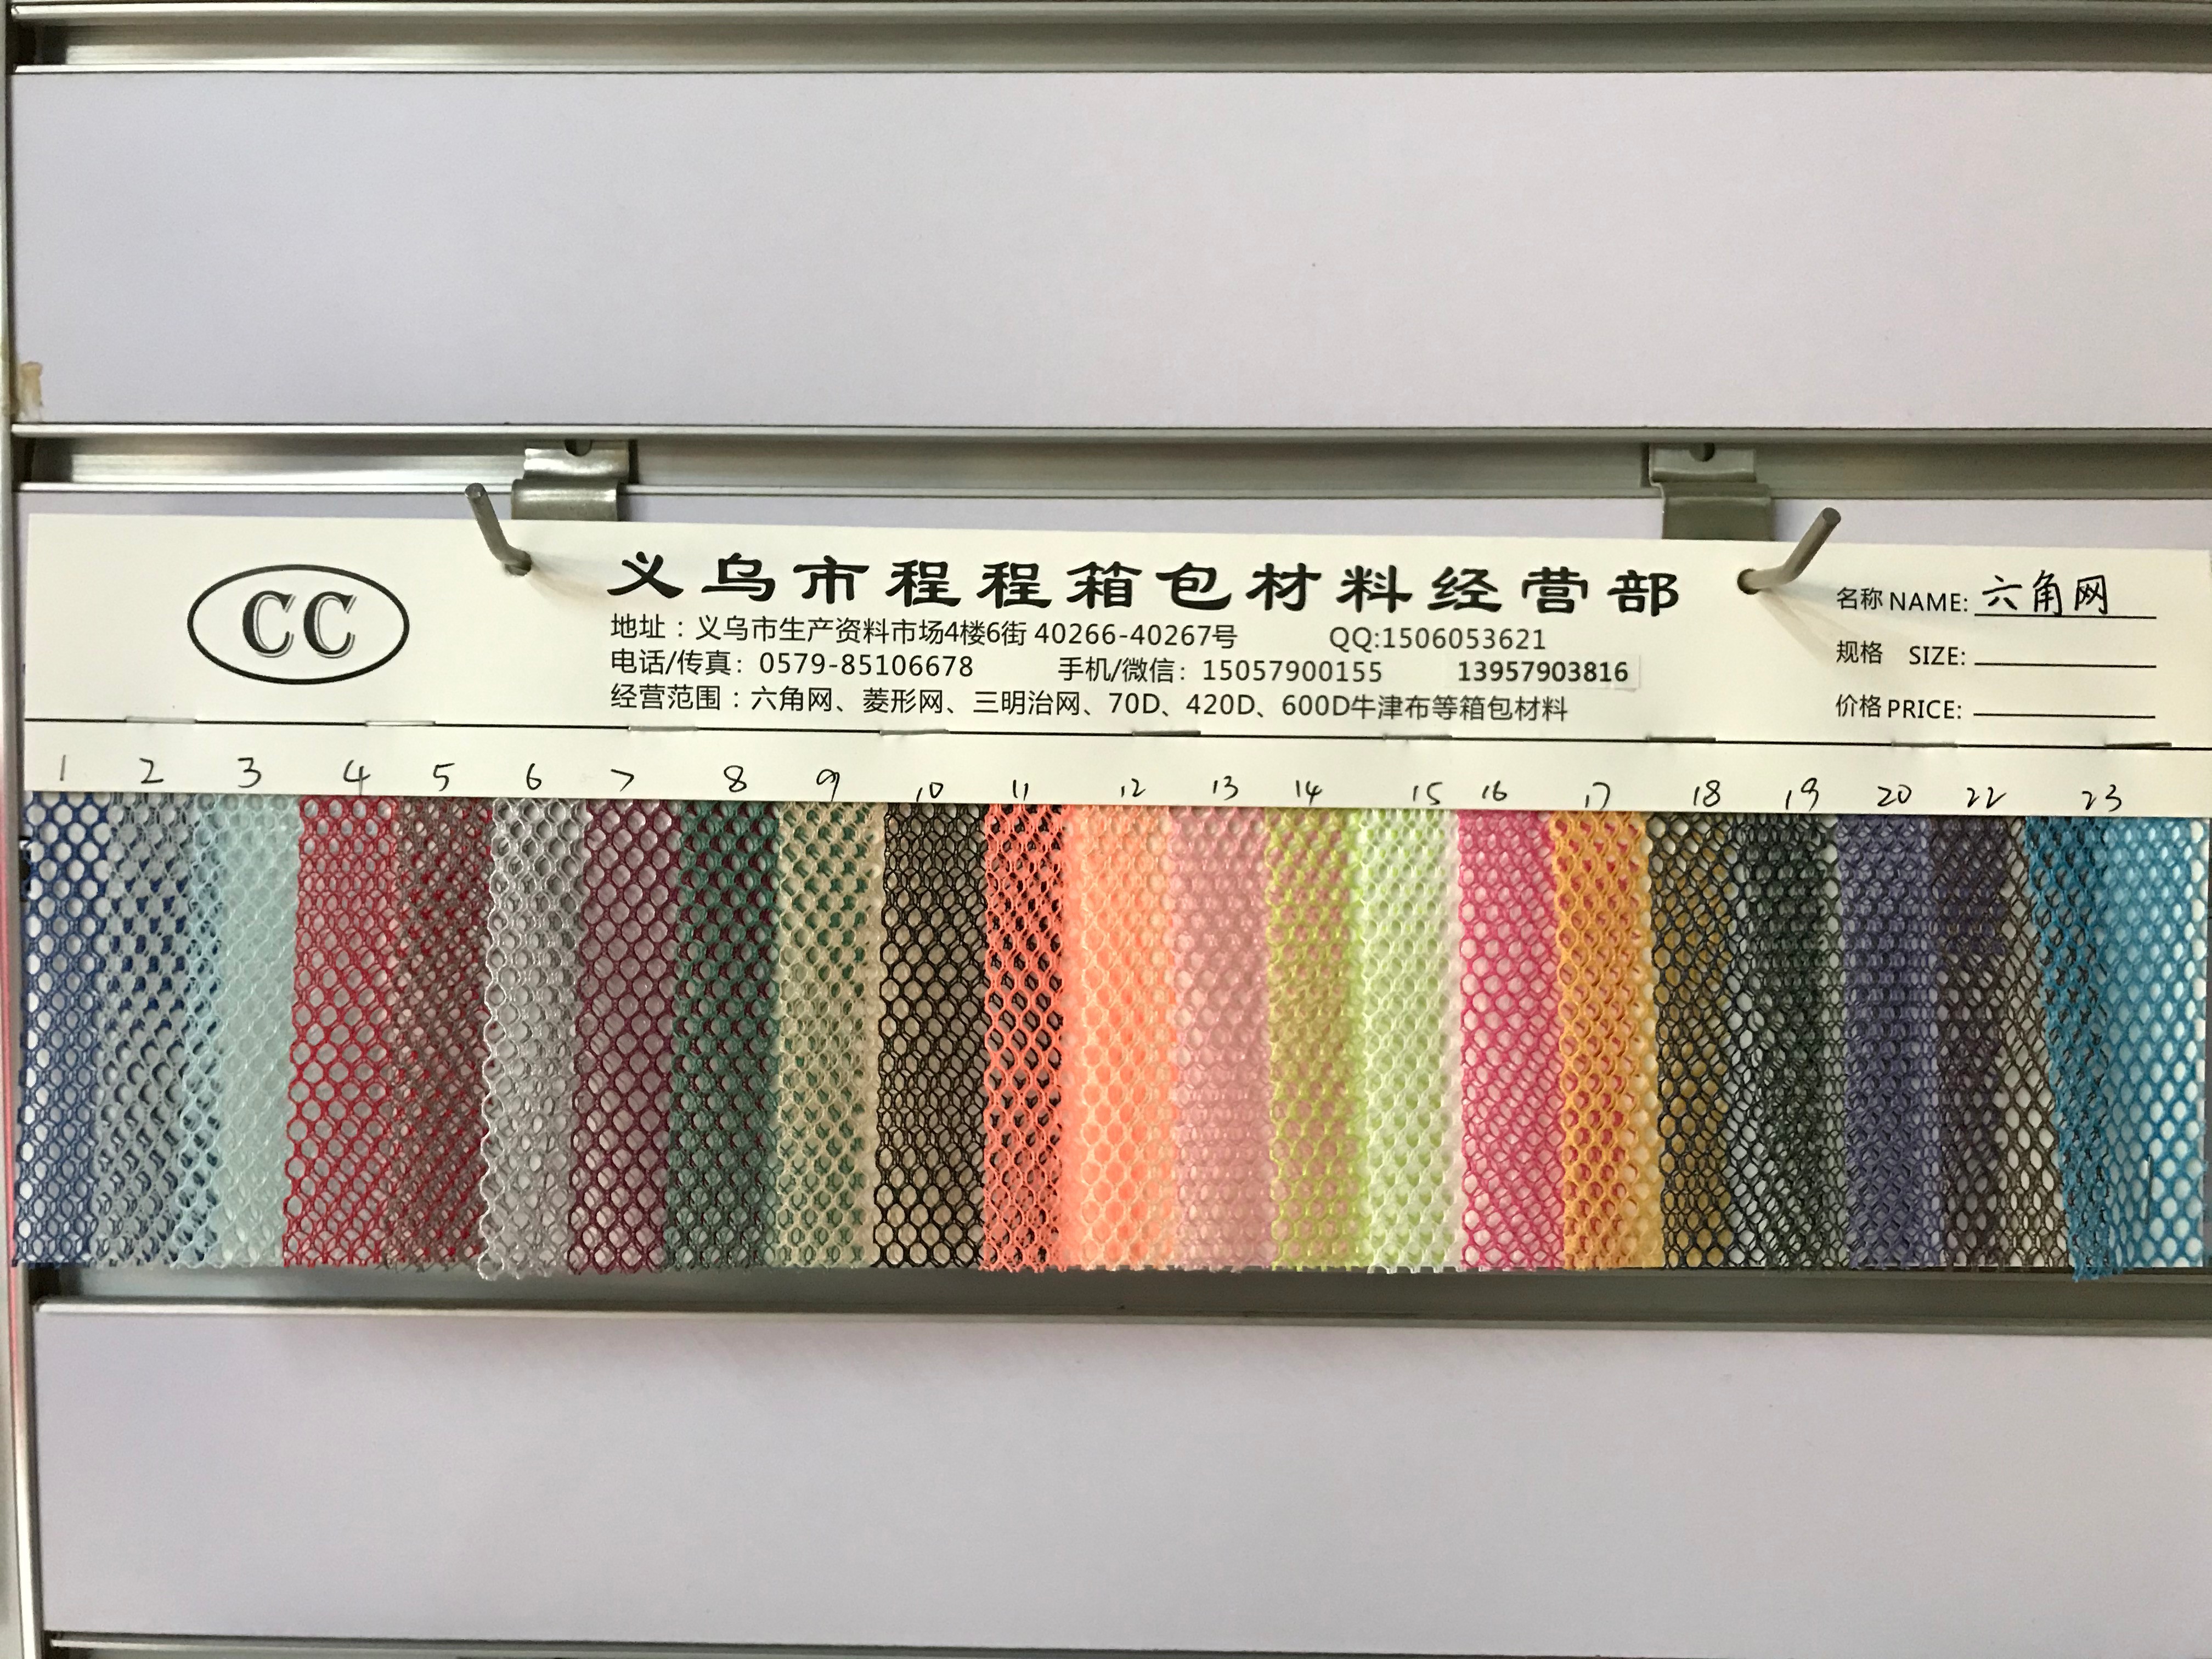 CC
义乌市程程箱包材料经营部
地址：义乌市生产资料市场4楼6街 40266-40267号 QQ:1506053621
电话/传真：0579-85106678 手机/微信：15057900155 13957903816
经营范围：六角网、菱形网、三明治网、70D、420D、600D牛津布等箱包材料
名称 NAME: 六角网
规格 SIZE:
价格 PRICE:
1 2 3 4 5 6 7 8 9 10 11 12 13 14 15 16 17 18 19 20 22 23